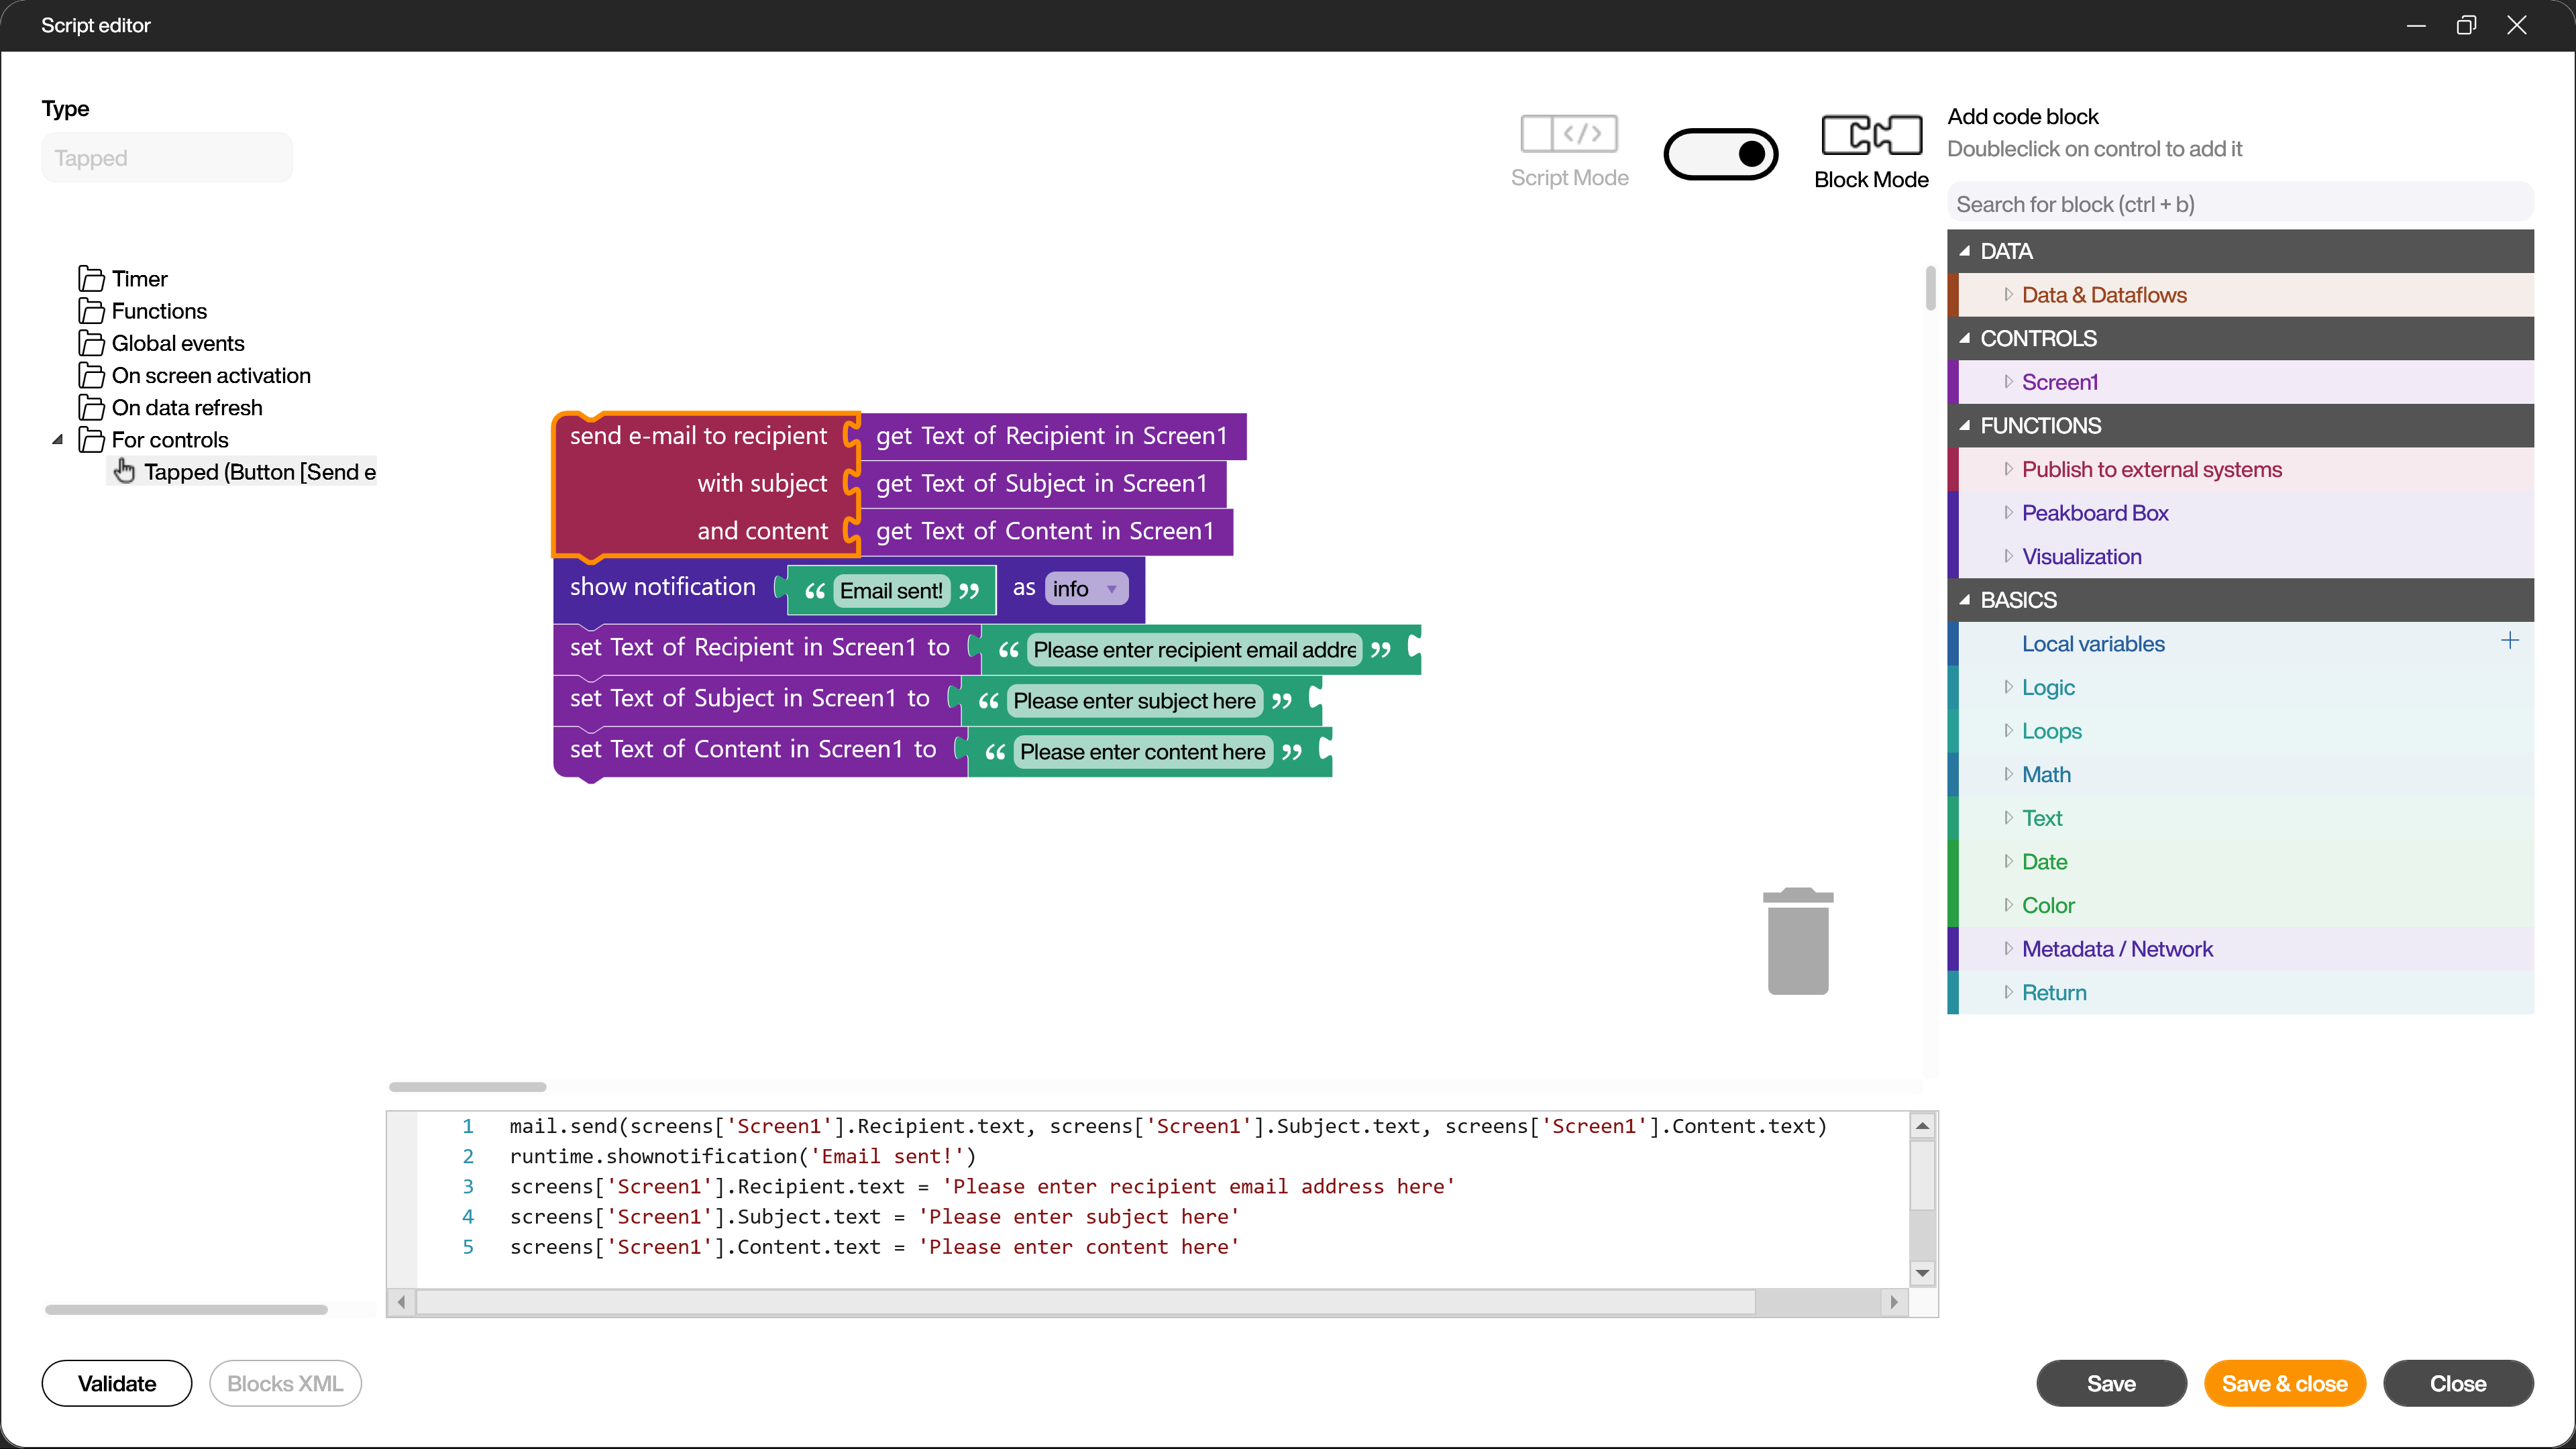 Script editor
Type
Tapped
Script Mode
Block Mode
Add code block
Doubleclick on control to add it
Search for block (ctrl + b)
Timer
Functions
Global events
On screen activation
On data refresh
For controls
Tapped (Button [Send e
send e-mail to recipient get Text of Recipient in Screen1
with subject get Text of Subject in Screen1
and content get Text of Content in Screen1
show notification “ Email sent! ” as info
set Text of Recipient in Screen1 to “ Please enter recipient email addre ”
set Text of Subject in Screen1 to “ Please enter subject here ”
set Text of Content in Screen1 to “ Please enter content here ”
DATA
Data & Dataflows
CONTROLS
Screen1
FUNCTIONS
Publish to external systems
Peakboard Box
Visualization
BASICS
Local variables +
Logic
Loops
Math
Text
Date
Color
Metadata / Network
Return
1 mail.send(screens['Screen1'].Recipient.text, screens['Screen1'].Subject.text, screens['Screen1'].Content.text)
2 runtime.shownotification('Email sent!')
3 screens['Screen1'].Recipient.text = 'Please enter recipient email address here'
4 screens['Screen1'].Subject.text = 'Please enter subject here'
5 screens['Screen1'].Content.text = 'Please enter content here'
Validate
Blocks XML
Save
Save & close
Close